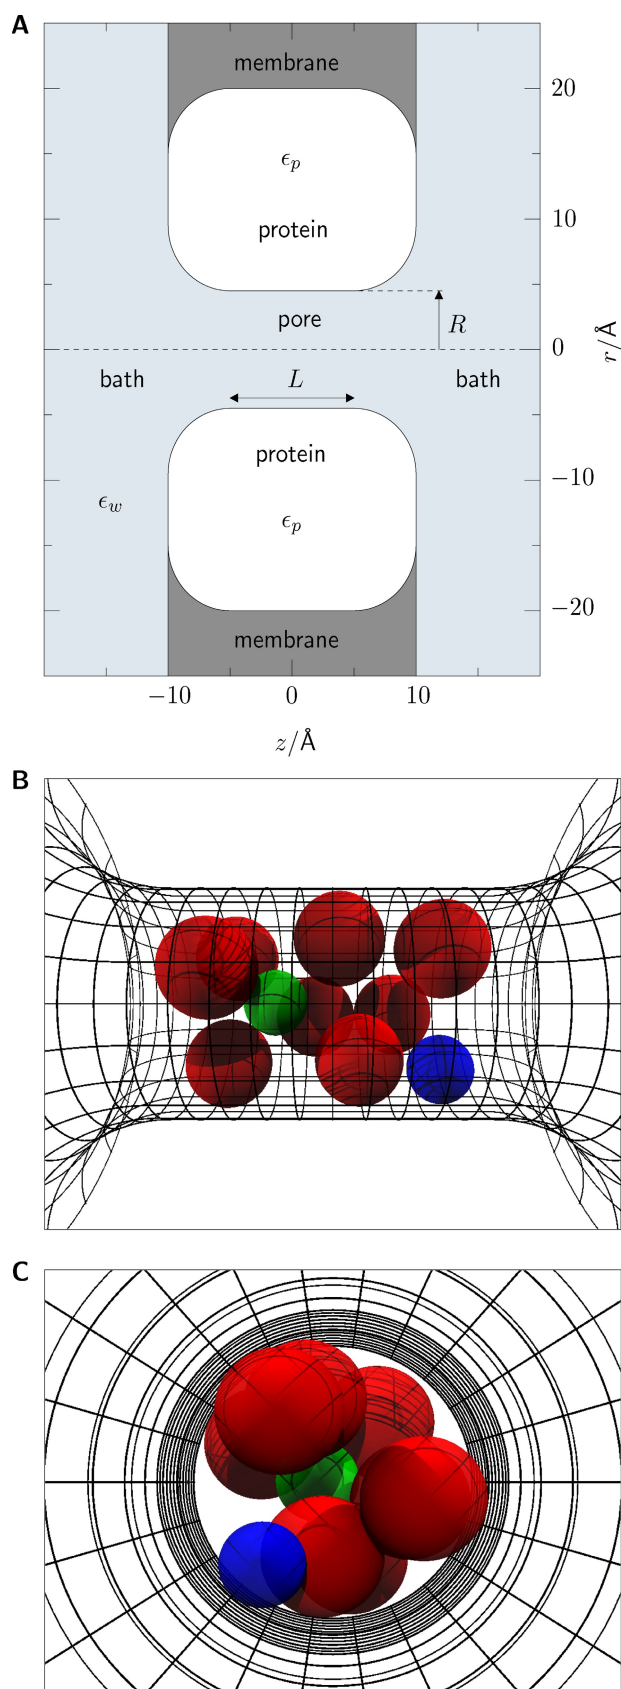 A
membrane
20
ϵp
10
protein
pore
R
0
r/Å
bath
L
bath
protein
−10
ϵw
ϵp
−20
membrane
−10
0
10
z/Å
B
C